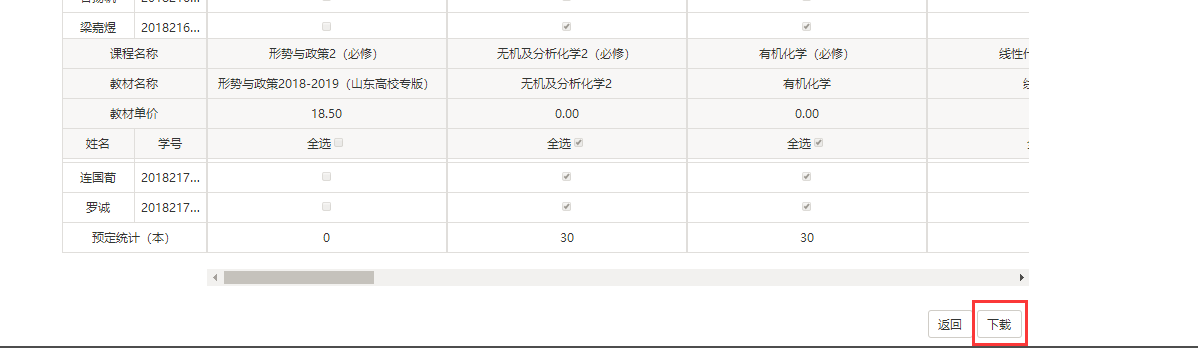 梁嘉煜 2018216...
课程名称 形势与政策2（必修） 无机及分析化学2（必修） 有机化学（必修）
教材名称 形势与政策2018-2019（山东高校专版） 无机及分析化学2 有机化学
教材单价 18.50 0.00 0.00
姓名 学号 全选 全选 全选
连国荀 2018217...
罗诚 2018217...
预定统计（本） 0 30 30
返回 下载